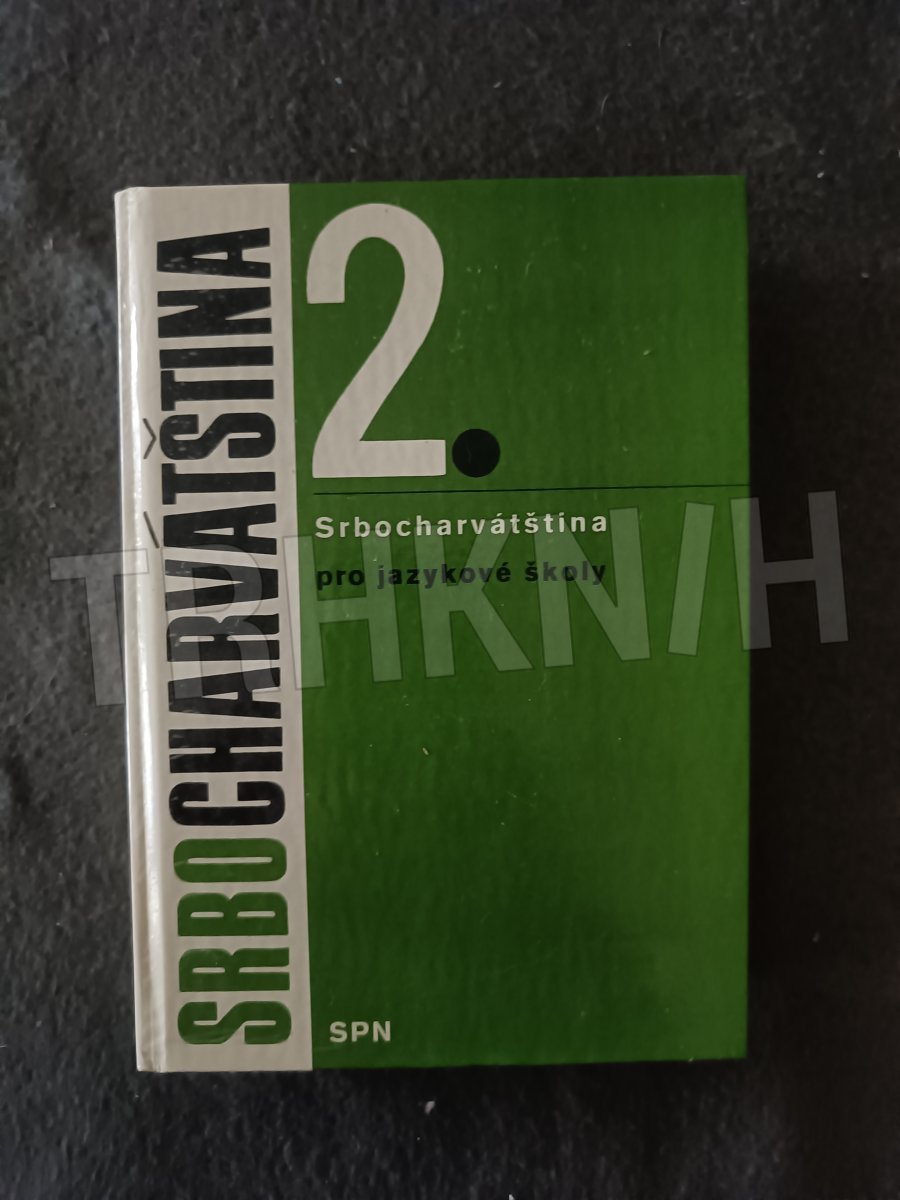 SRBOCHARVÁTŠTINA
2.
Srbocharvátština
pro jazykové školy
SPN
TRHKNIH